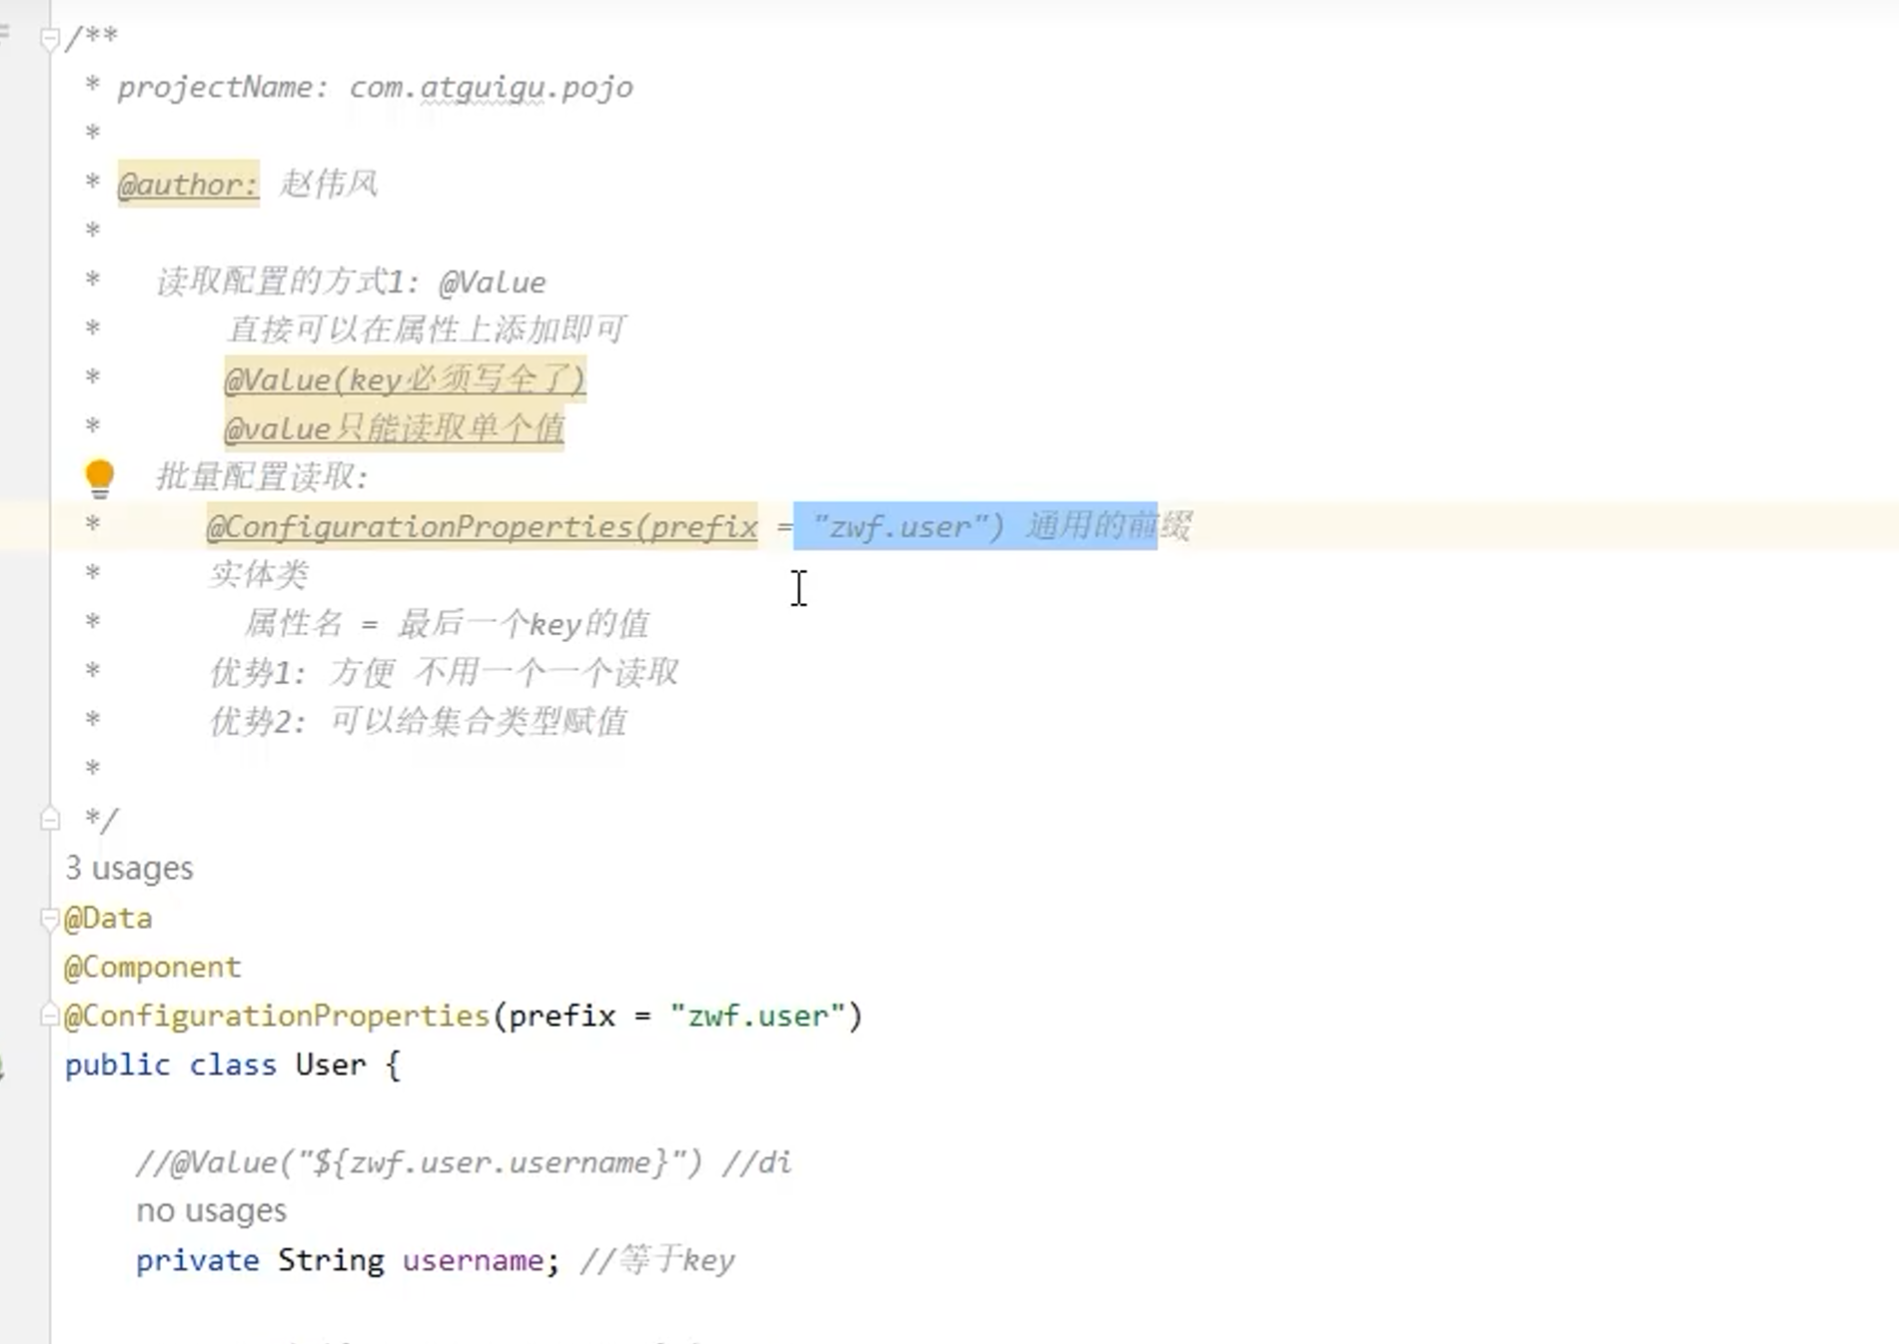 /**
* projectName: com.atguigu.pojo
*
* @author: 赵伟风
*
* 读取配置的方式1: @Value
* 直接可以在属性上添加即可
* @Value(key必须写全了)
* @value只能读取单个值
批量配置读取:
* @ConfigurationProperties(prefix = "zwf.user") 通用的前缀
* 实体类
* 属性名 = 最后一个key的值
* 优势1: 方便 不用一个一个读取
* 优势2: 可以给集合类型赋值
*
*/
3 usages
@Data
@Component
@ConfigurationProperties(prefix = "zwf.user")
public class User {
//@Value("${zwf.user.username}") //di
no usages
private String username; //等于key